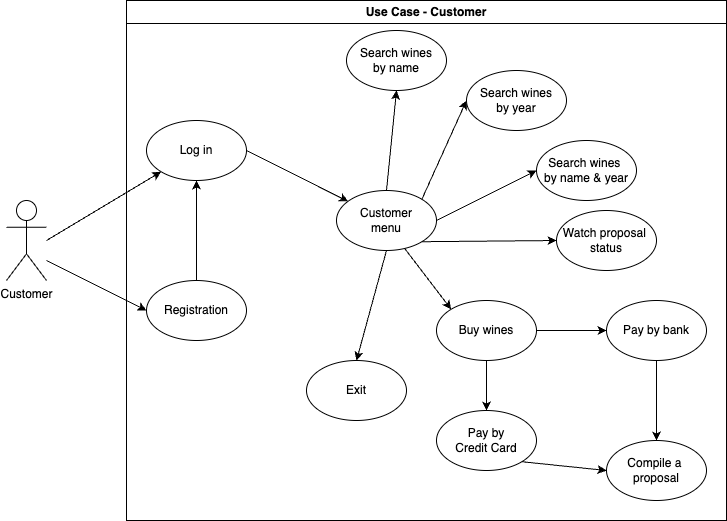 Use Case - Customer
Search wines
by name
Search wines
by year
Log in
Search wines
by name & year
Customer
menu
Watch proposal
status
Customer
Registration
Buy wines
Pay by bank
Exit
Pay by
Credit Card
Compile a
proposal